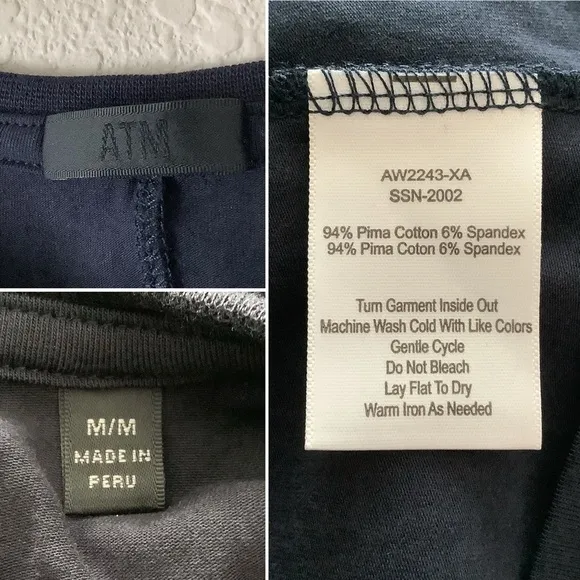 ATM
M/M
MADE IN
PERU
AW2243-XA
SSN-2002
94% Pima Cotton 6% Spandex
94% Pima Coton 6% Spandex
Turn Garment Inside Out
Machine Wash Cold With Like Colors
Gentle Cycle
Do Not Bleach
Lay Flat To Dry
Warm Iron As Needed